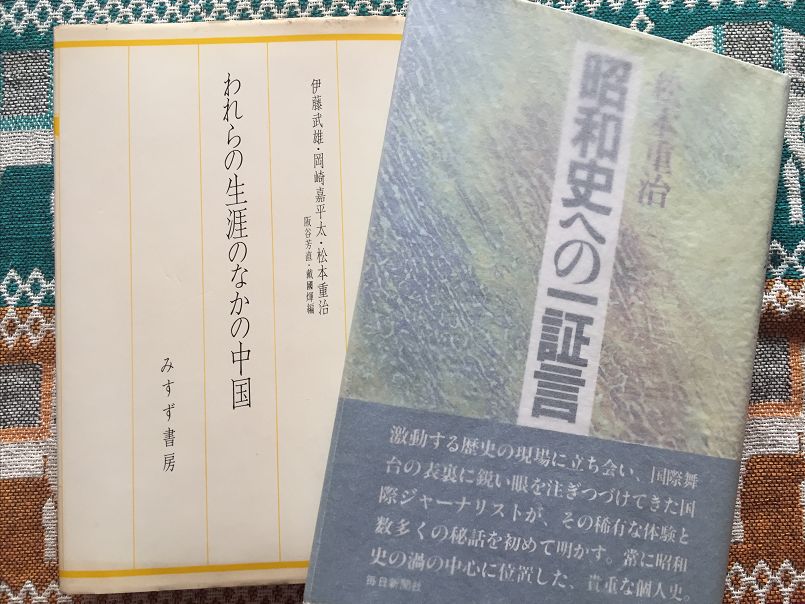 伊藤武雄・岡崎嘉平太・松本重治
阪谷芳直・戴國煇編
われらの生涯のなかの中国
みすず書房
松本重治
昭和史への一証言
激動する歴史の現場に立ち会い、国際舞
台の表裏に鋭い眼を注ぎつづけてきた国
際ジャーナリストが、その稀有な体験と
数多くの秘話を初めて明かす。常に昭和
史の渦の中心に位置した、貴重な個人史。
毎日新聞社